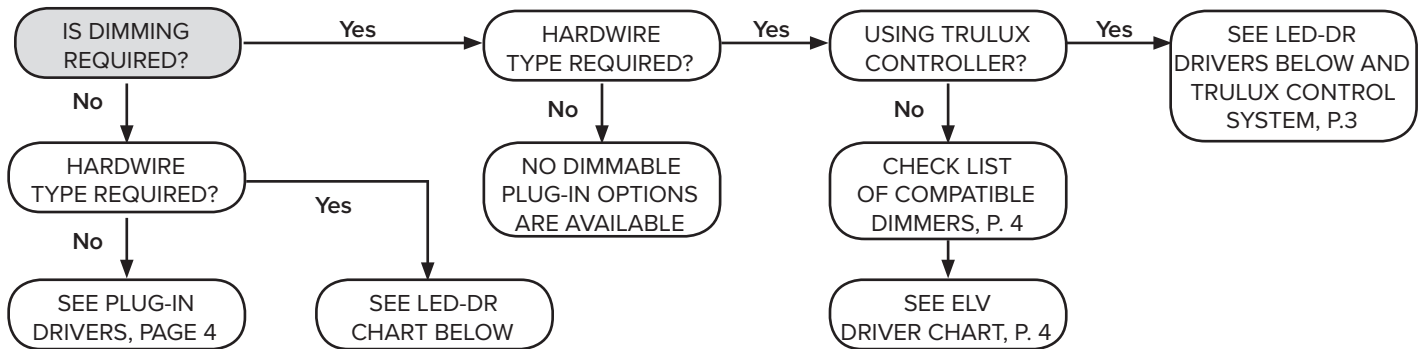 IS DIMMING
REQUIRED?
Yes
HARDWIRE
TYPE REQUIRED?
Yes
USING TRULUX
CONTROLLER?
Yes
SEE LED-DR
DRIVERS BELOW AND
TRULUX CONTROL
SYSTEM, P.3
No
No
No
HARDWIRE
TYPE REQUIRED?
Yes
NO DIMMABLE
PLUG-IN OPTIONS
ARE AVAILABLE
CHECK LIST
OF COMPATIBLE
DIMMERS, P. 4
No
SEE PLUG-IN
DRIVERS, PAGE 4
SEE LED-DR
CHART BELOW
SEE ELV
DRIVER CHART, P. 4